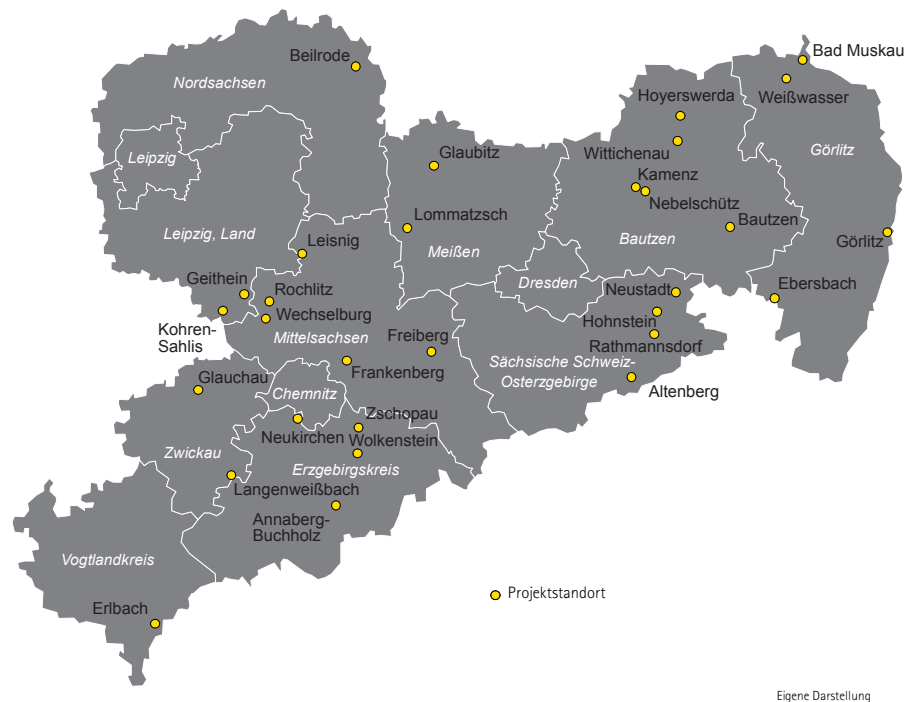 Beilrode
Bad Muskau
Nordsachsen
Weißwasser
Hoyerswerda
Leipzig
Glaubitz
Wittichenau
Görlitz
Kamenz
Nebelschütz
Lommatzsch
Bautzen
Leipzig, Land
Leisnig
Meißen
Bautzen
Görlitz
Geithein
Rochlitz
Dresden
Neustadt
Ebersbach
Wechselburg
Hohnstein
Kohren-
Sahlis
Mittelsachsen
Freiberg
Rathmannsdorf
Sächsische Schweiz-
Osterzgebirge
Frankenberg
Glauchau
Chemnitz
Altenberg
Zschopau
Neukirchen
Wolkenstein
Zwickau
Erzgebirgskreis
Langenweißbach
Annaberg-
Buchholz
Vogtlandkreis
Erlbach
Projektstandort
Eigene Darstellung